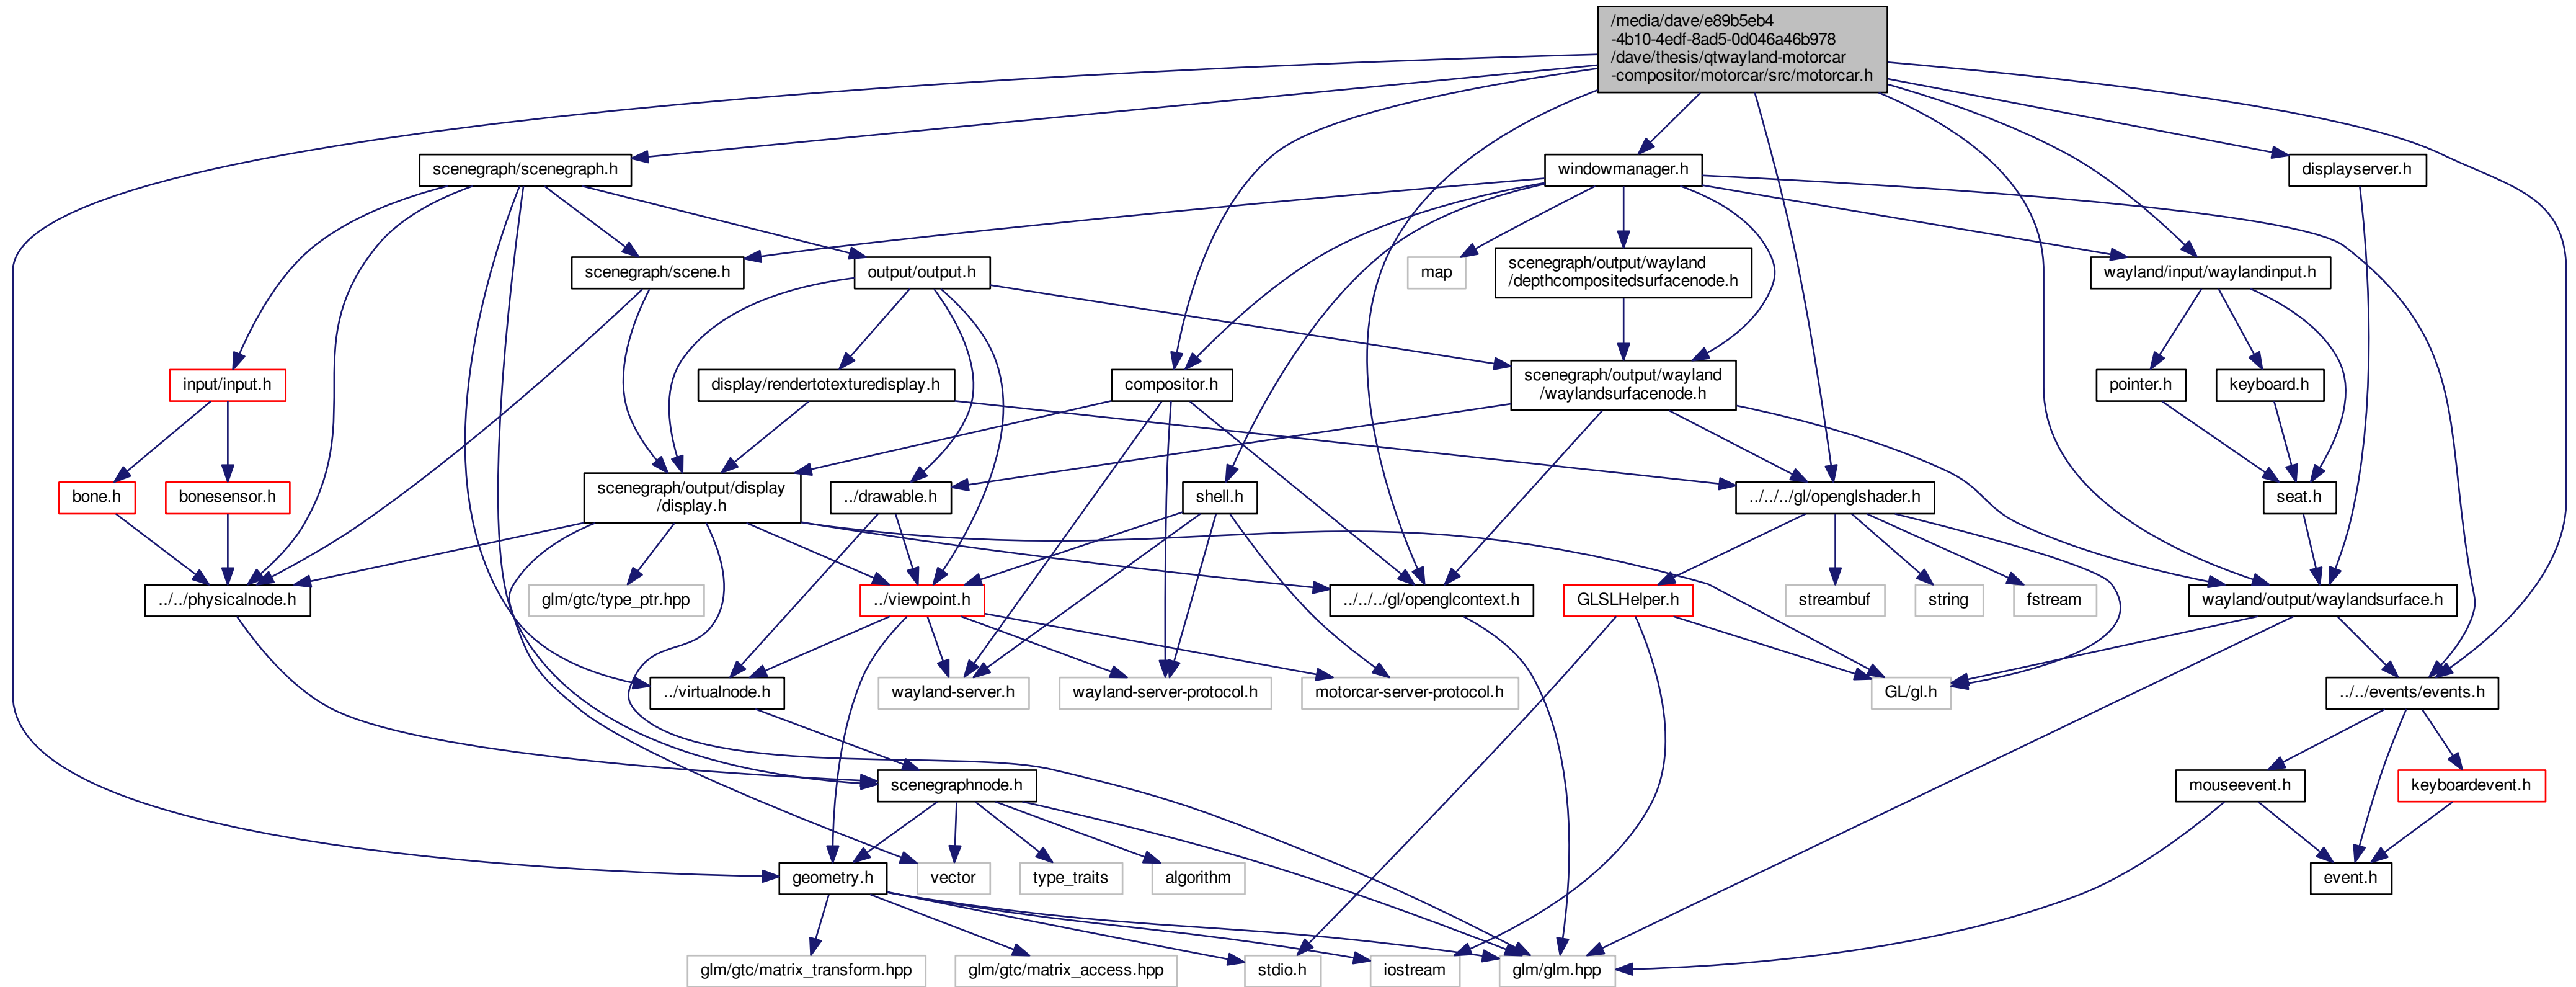 /media/dave/e89b5eb4
-4b10-4edf-8ad5-0d046a46b978
/dave/thesis/qtwayland-motorcar
-compositor/motorcar/src/motorcar.h
scenegraph/scenegraph.h
windowmanager.h
displayserver.h
scenegraph/scene.h
output/output.h
map
scenegraph/output/wayland
/depthcompositedsurfacenode.h
wayland/input/waylandinput.h
input/input.h
display/rendertotexturedisplay.h
compositor.h
scenegraph/output/wayland
/waylandsurfacenode.h
pointer.h
keyboard.h
bone.h
bonesensor.h
scenegraph/output/display
/display.h
../drawable.h
shell.h
../../../gl/openglshader.h
seat.h
../../physicalnode.h
glm/gtc/type_ptr.hpp
../viewpoint.h
../../../gl/openglcontext.h
GLSLHelper.h
streambuf
string
fstream
wayland/output/waylandsurface.h
../virtualnode.h
wayland-server.h
wayland-server-protocol.h
motorcar-server-protocol.h
GL/gl.h
../../events/events.h
scenegraphnode.h
mouseevent.h
keyboardevent.h
geometry.h
vector
type_traits
algorithm
event.h
glm/gtc/matrix_transform.hpp
glm/gtc/matrix_access.hpp
stdio.h
iostream
glm/glm.hpp